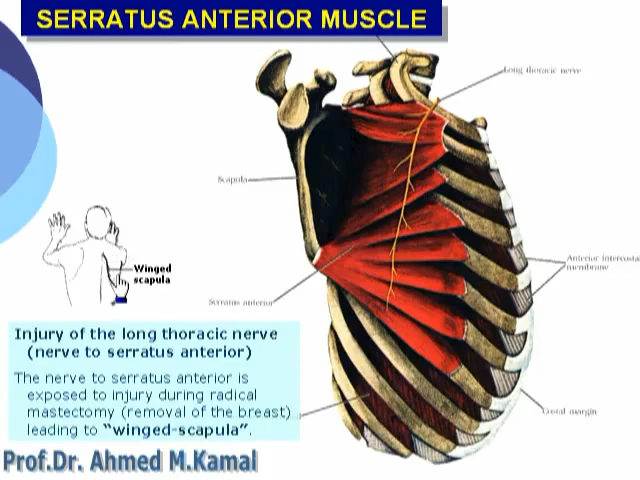 SERRATUS ANTERIOR MUSCLE
Long thoracic nerve
Scapula
Winged
scapula
Anterior intercostal
membrane
Serratus anterior
Injury of the long thoracic nerve
(nerve to serratus anterior)
The nerve to serratus anterior is
exposed to injury during radical
mastectomy (removal of the breast)
leading to “winged-scapula”.
Costal margin
Prof.Dr. Ahmed M.Kamal